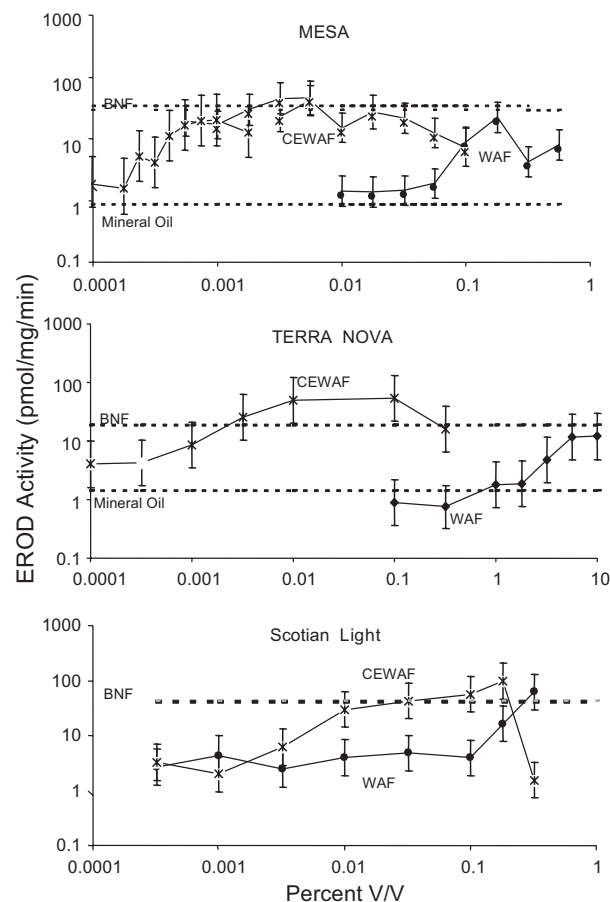 MESA
1000
100
10
1
0.1
BNF
CEWAF
WAF
Mineral Oil
0.0001 0.001 0.01 0.1 1
EROD Activity (pmol/mg/min)
TERRA NOVA
1000
100
10
1
0.1
CEWAF
BNF
Mineral Oil
WAF
0.0001 0.001 0.01 0.1 1 10
Scotian Light
1000
100
10
1
0.1
CEWAF
BNF
WAF
0.0001 0.001 0.01 0.1 1
Percent V/V